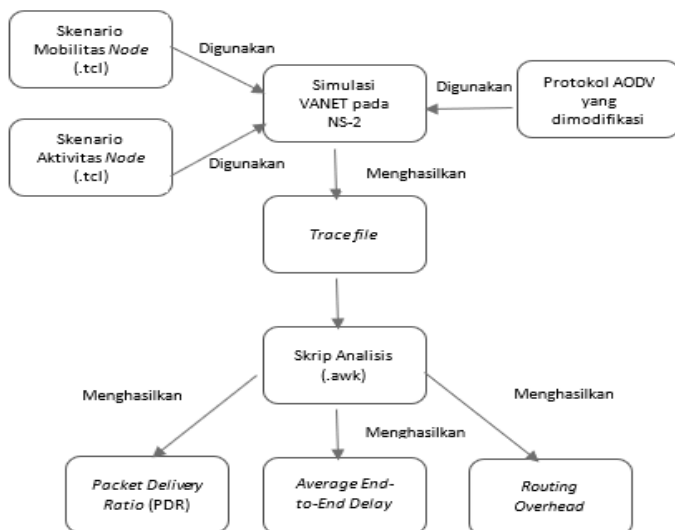 Skenario
Mobilitas Node
(.tcl)
Digunakan
Simulasi
VANET pada
NS-2
Digunakan
Protokol AODV
yang
dimodifikasi
Skenario
Aktivitas Node
(.tcl)
Digunakan
Menghasilkan
Trace file
Skrip Analisis
(.awk)
Menghasilkan
Menghasilkan
Menghasilkan
Packet Delivery
Ratio (PDR)
Average End-
to-End Delay
Routing
Overhead